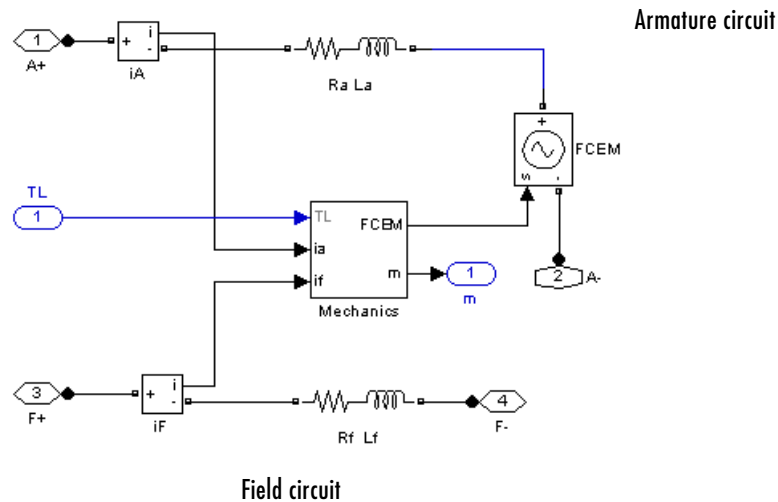 Armature circuit
1
A+
+ i -
iA
Ra La
+
FCEM
s -
TL
1
TL
FCEM
ia
m
if
1
m
2
A-
Mechanics
3
F+
+ i -
iF
Rf Lf
4
F-
Field circuit